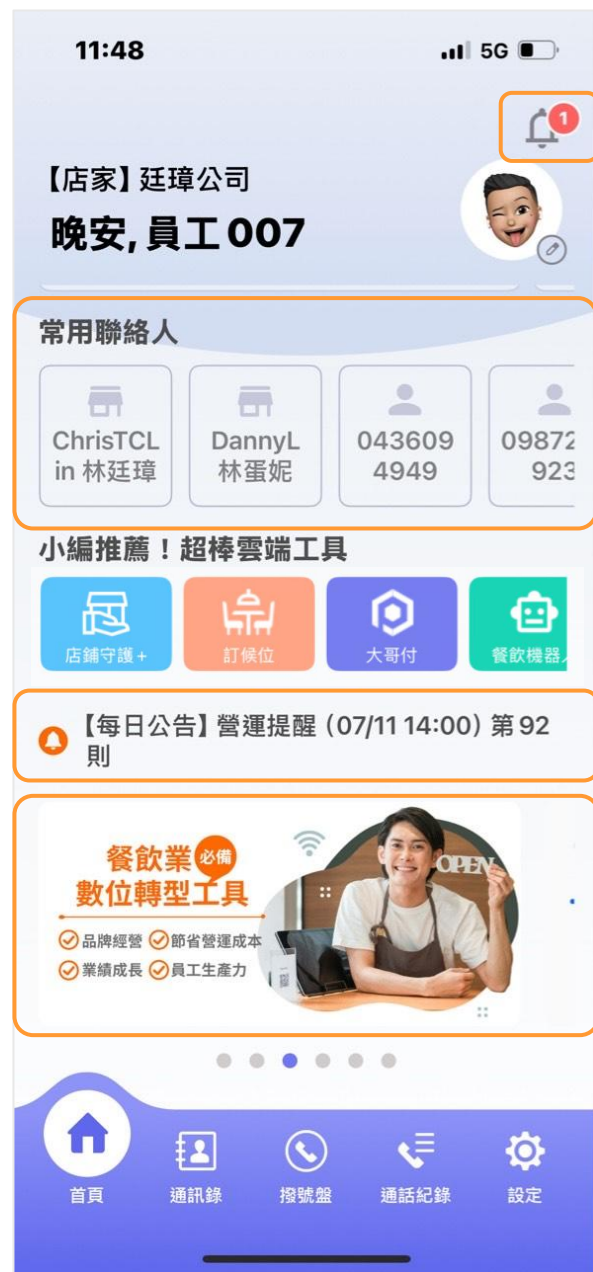 11:48
5G
1
【店家】廷璋公司
晚安, 員工007
常用聯絡人
ChrisTCL
in 林廷璋
DannyL
林蛋妮
043609
4949
09872
923
小編推薦！超棒雲端工具
店鋪守護+
訂候位
大哥付
餐飲機器
【每日公告】營運提醒（07/11 14:00）第92
則
餐飲業 必備
數位轉型工具
品牌經營 節省營運成本
業績成長 員工生產力
OPEN
首頁
通訊錄
撥號盤
通話紀錄
設定